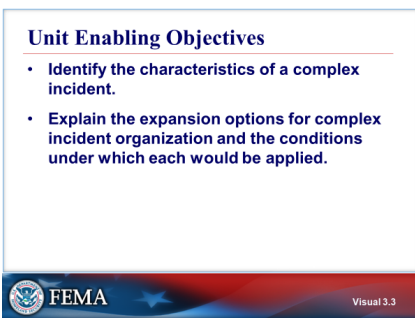 Unit Enabling Objectives
• Identify the characteristics of a complex
incident.
• Explain the expansion options for complex
incident organization and the conditions
under which each would be applied.
FEMA
Visual 3.3